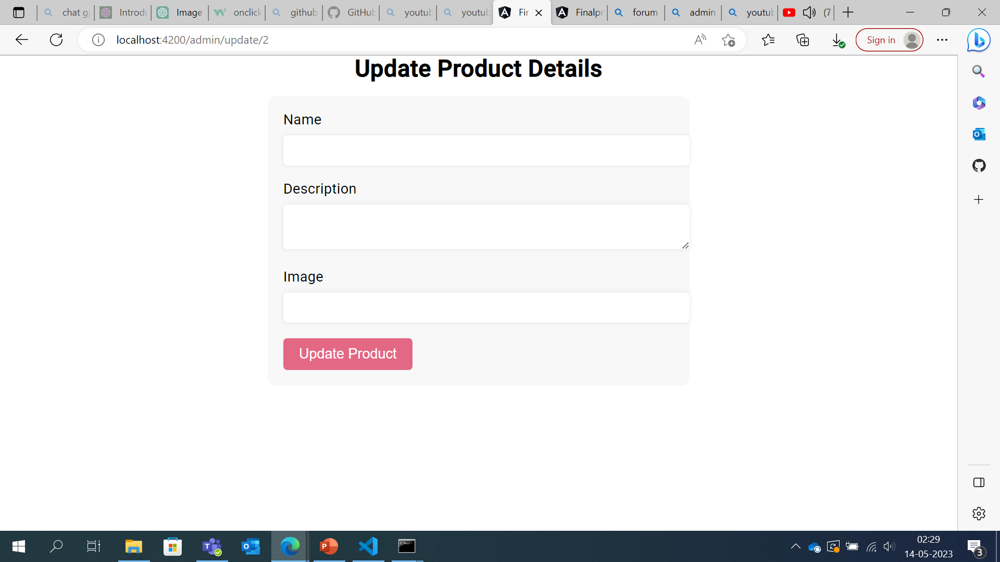 chat g
Introdu
Image
onclick
github
GitHub
youtub
youtub
Fir
Finalpr
forum
admin
youtub
(7
localhost:4200/admin/update/2
Sign in
Update Product Details
Name
Description
Image
Update Product
02:29
14-05-2023
3